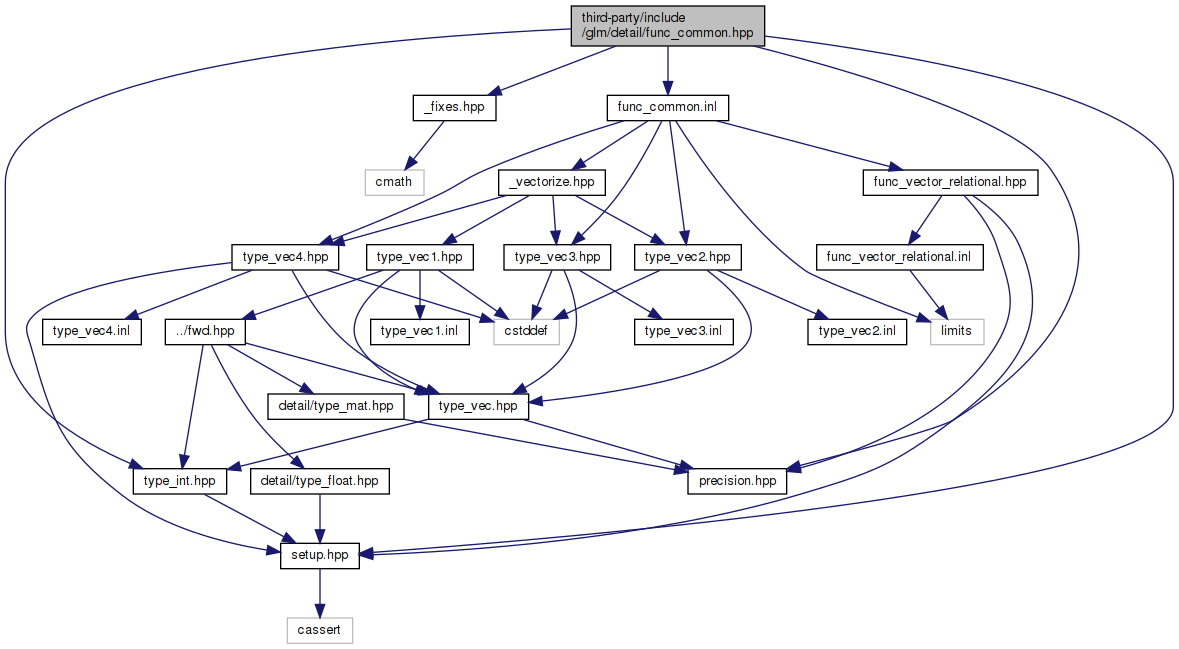 third-party/include
/glm/detail/func_common.hpp
_fixes.hpp
func_common.inl
cmath
_vectorize.hpp
func_vector_relational.hpp
type_vec4.hpp
type_vec1.hpp
type_vec3.hpp
type_vec2.hpp
func_vector_relational.inl
type_vec4.inl
../fwd.hpp
type_vec1.inl
cstddef
type_vec3.inl
type_vec2.inl
limits
detail/type_mat.hpp
type_vec.hpp
type_int.hpp
detail/type_float.hpp
precision.hpp
setup.hpp
cassert